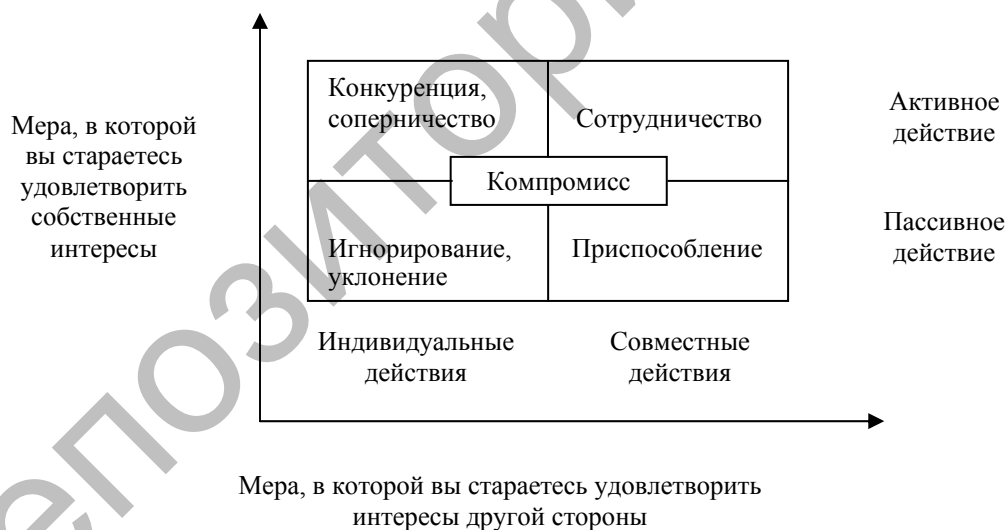 Мера, в которой
вы стараетесь
удовлетворить
собственные
интересы
Конкуренция,
соперничество
Сотрудничество
Компромисс
Игнорирование,
уклонение
Приспособление
Активное
действие
Пассивное
действие
Индивидуальные
действия
Совместные
действия
Мера, в которой вы стараетесь удовлетворить
интересы другой стороны